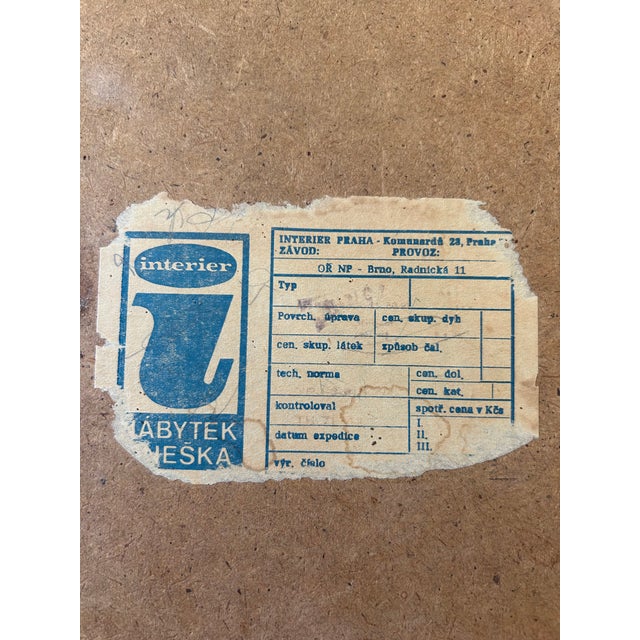 interier
ÁBYTEK
NEŠKA
INTERIER PRAHA - Komunardů 23, Praha
ZÁVOD: PROVOZ:
OŘ NP - Brno, Radnická 11
Typ
Povrch. úprava cen. skup. dyh
cen. skup. látek způsob čal.
tech. norma cen. dol.
cen. kat.
kontroloval spotř. cena v Kčs
datum expedice I.
II.
III.
výr. číslo